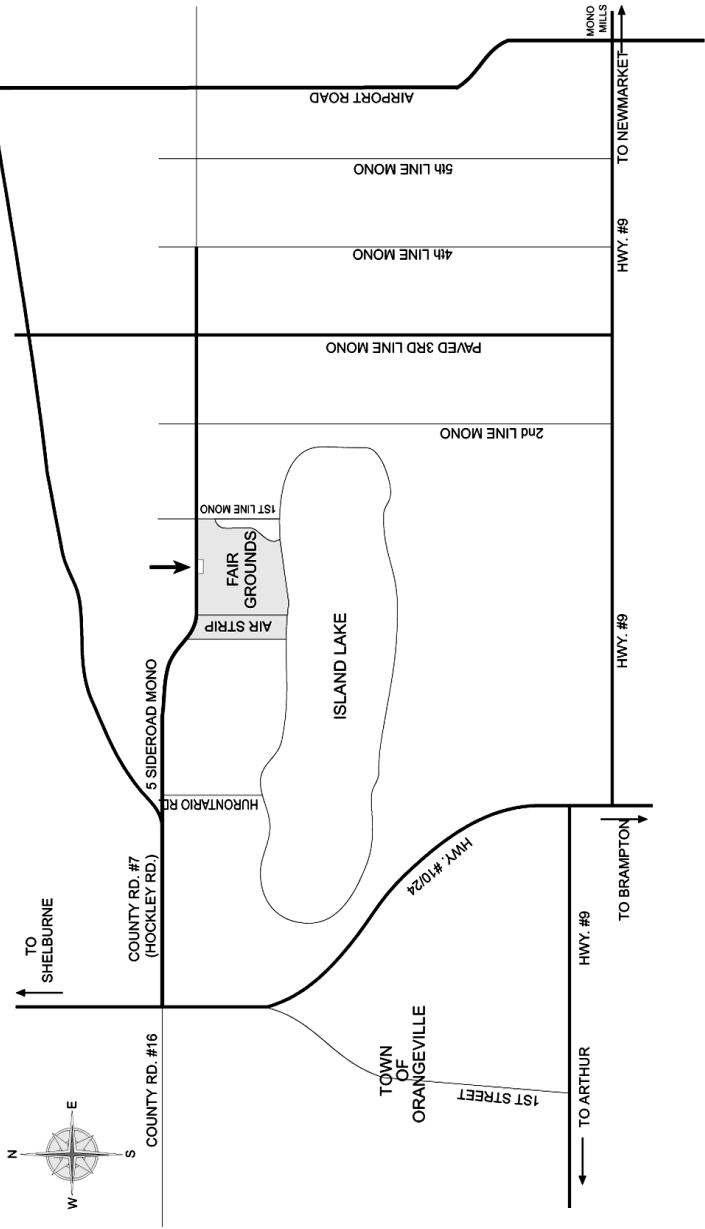 N
E
S
W
TO
SHELBURNE
COUNTY RD. #16
COUNTY RD. #7
(HOCKLEY RD.)
5 SIDEROAD MONO
HURONTARIO RD
AIR STRIP
FAIR
GROUNDS
1ST LINE MONO
ISLAND LAKE
2nd LINE MONO
PAVED 3RD LINE MONO
4th LINE MONO
5th LINE MONO
AIRPORT ROAD
MONO
MILLS
TO NEWMARKET
HWY. #9
HWY. #9
HWY. #10/24
TO BRAMPTON
HWY. #9
TO ARTHUR
TOWN
OF
ORANGEVILLE
1ST STREET